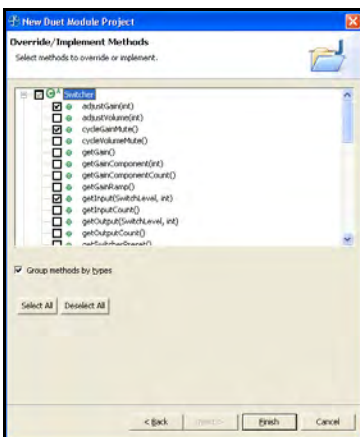 New Duet Module Project
Override/Implement Methods
Select methods to override or implement.
Switcher
adjustGain(int)
adjustVolume(int)
cycleGainMute()
cycleVolumeMute()
getGain()
getGainComponent(int)
getGainComponentCount()
getGainRamp()
getInput(SwitchLevel, int)
getInputCount()
getOutput(SwitchLevel, int)
getOutputCount()
getSwitcherPreset()
Group methods by types
Select All
Deselect All
< Back
Next >
Finish
Cancel